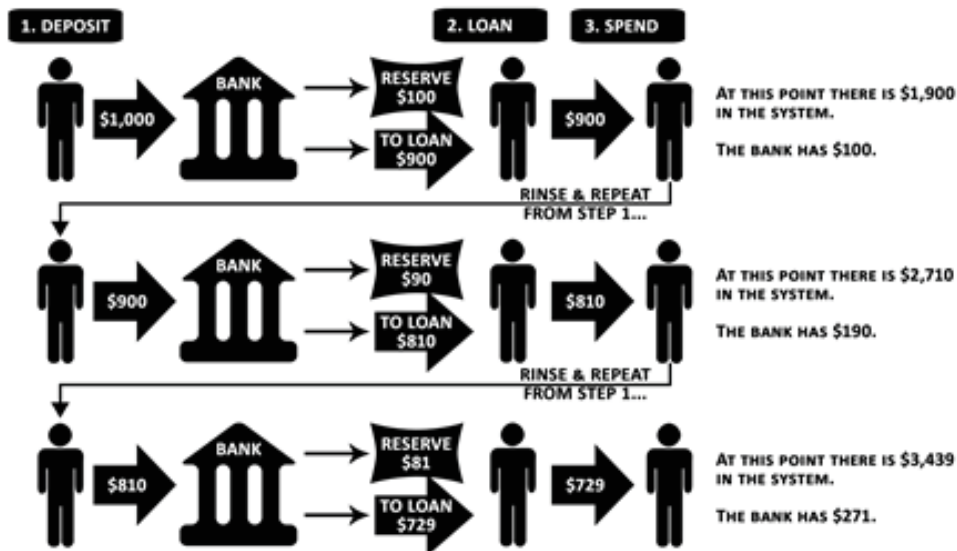 1. DEPOSIT
2. LOAN
3. SPEND
$1,000
BANK
RESERVE
$100
TO LOAN
$900
$900
AT THIS POINT THERE IS $1,900
IN THE SYSTEM.
THE BANK HAS $100.
RINSE & REPEAT
FROM STEP 1...
$900
BANK
RESERVE
$90
TO LOAN
$810
$810
AT THIS POINT THERE IS $2,710
IN THE SYSTEM.
THE BANK HAS $190.
RINSE & REPEAT
FROM STEP 1...
$810
BANK
RESERVE
$81
TO LOAN
$729
$729
AT THIS POINT THERE IS $3,439
IN THE SYSTEM.
THE BANK HAS $271.